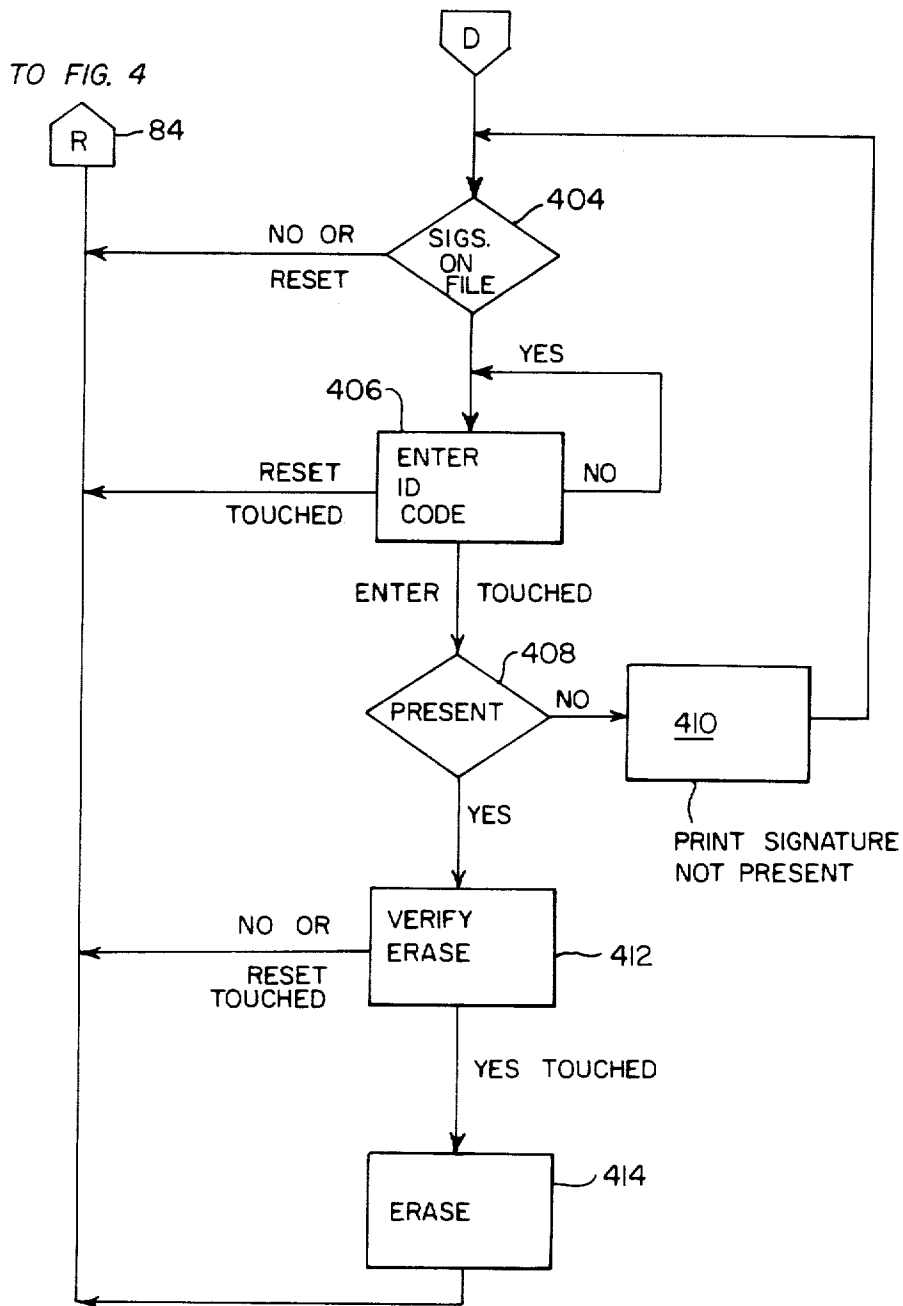 D
TO FIG. 4
R
84
404
NO OR
RESET
SIGS.
ON
FILE
YES
406
RESET
TOUCHED
ENTER
ID
CODE
NO
ENTER TOUCHED
408
PRESENT
NO
410
YES
PRINT SIGNATURE
NOT PRESENT
NO OR
RESET
TOUCHED
VERIFY
ERASE
412
YES TOUCHED
414
ERASE